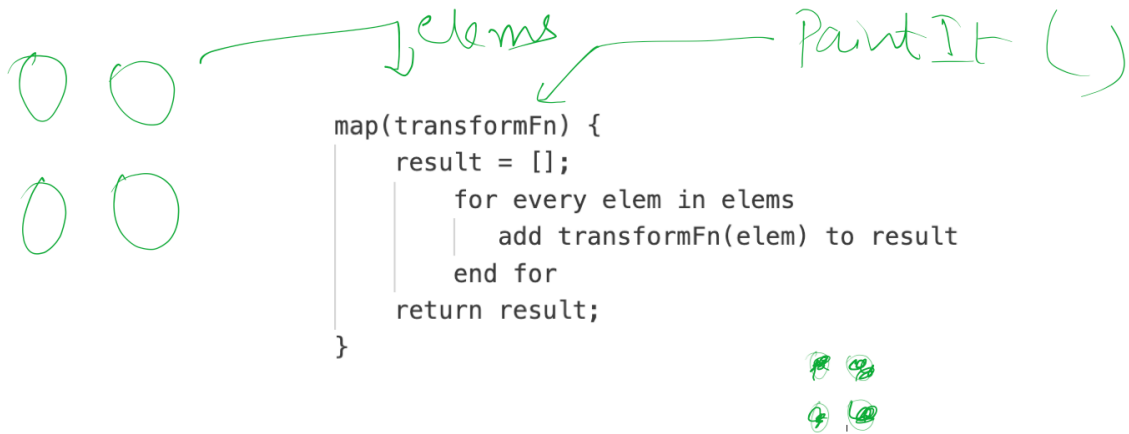 elems
PaintIt ( )
map(transformFn) {
result = [];
for every elem in elems
add transformFn(elem) to result
end for
return result;
}